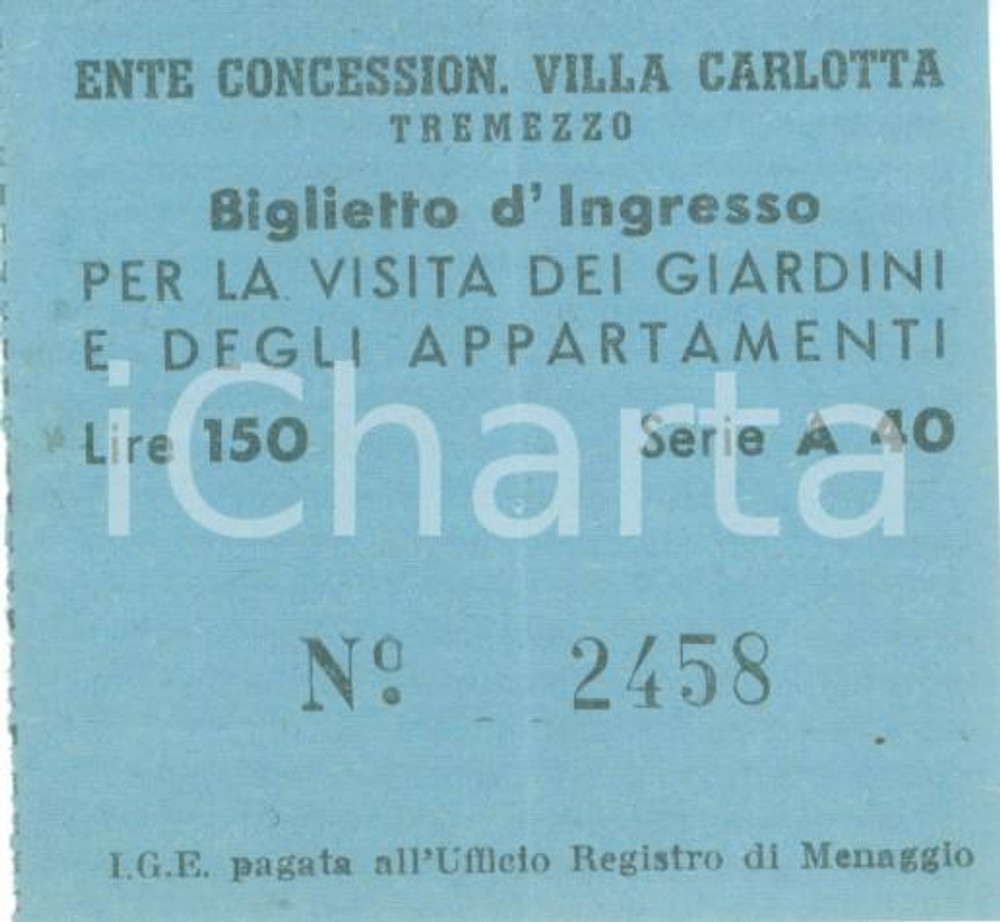 ENTE CONCESSION. VILLA CARLOTTA
TREMEZZO
Biglietto d' Ingresso
PER LA VISITA DEI GIARDINI
E DEGLI APPARTAMENTI
Lire 150 Serie A 40
iCharta
Nº. 2458
I.G.E. pagata all'Ufficio Registro di Menaggio